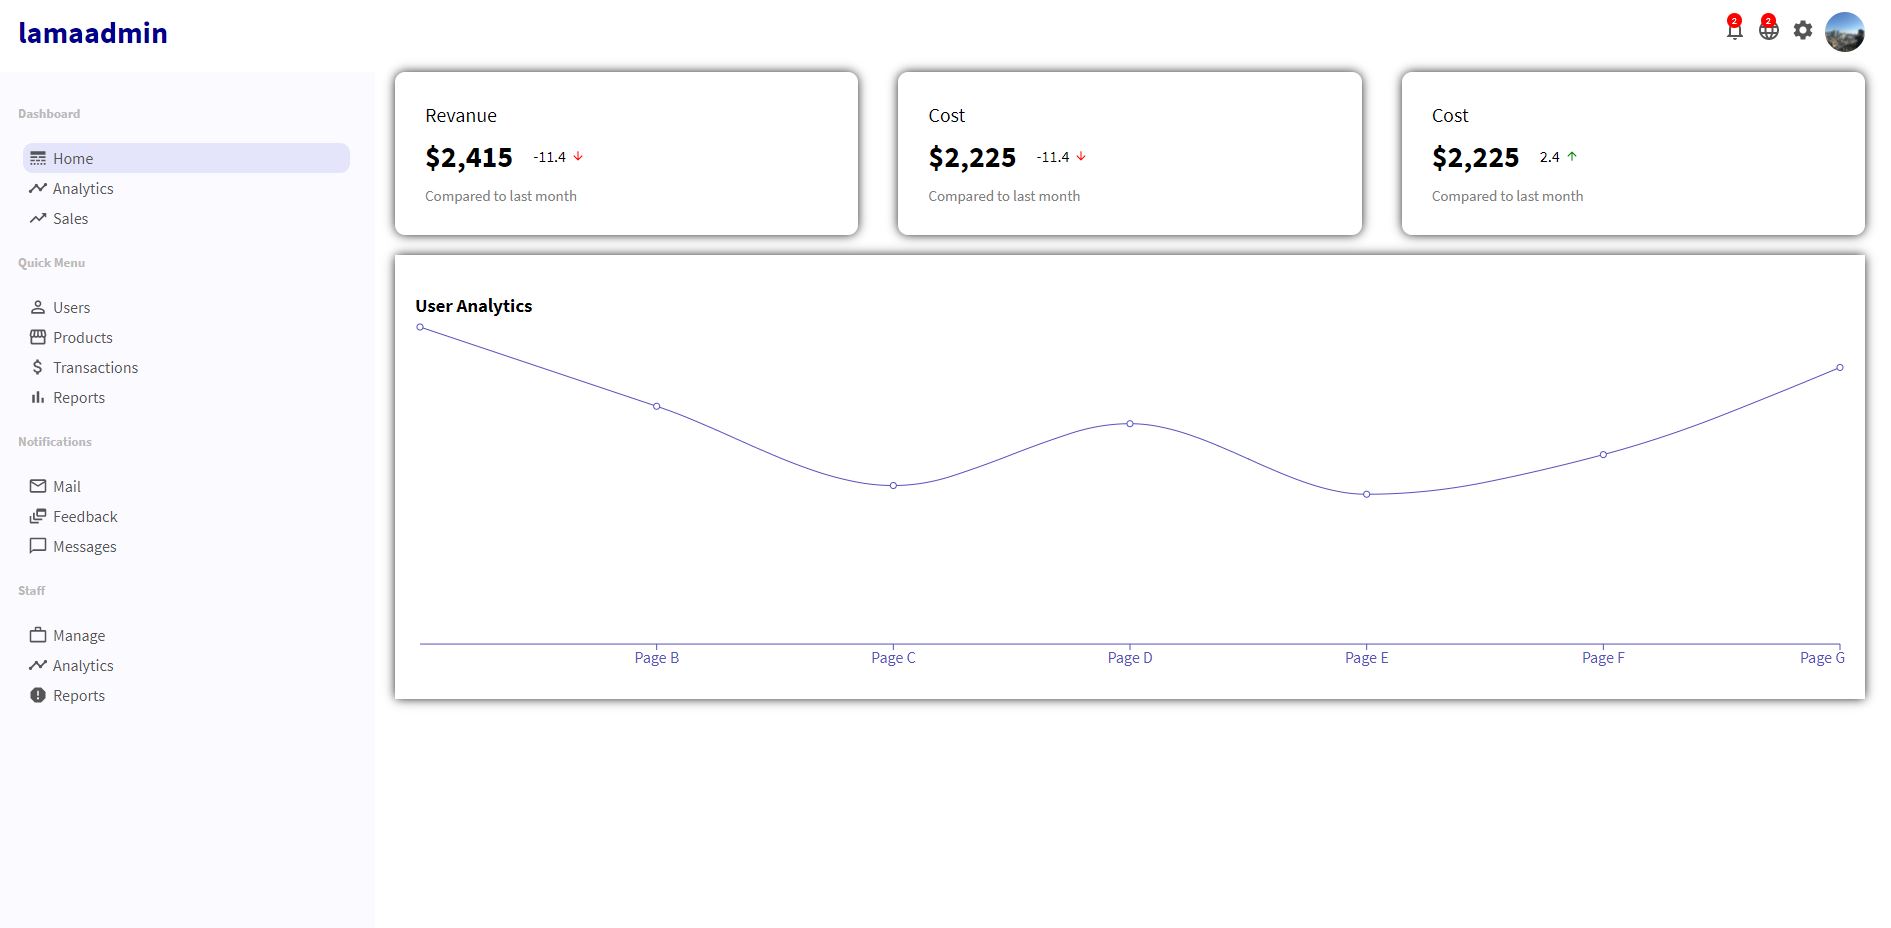 lamaadmin
2
2
Dashboard
Home
Analytics
Sales
Quick Menu
Users
Products
Transactions
Reports
Notifications
Mail
Feedback
Messages
Staff
Manage
Analytics
Reports
Revanue
$2,415 -11.4
Compared to last month
Cost
$2,225 -11.4
Compared to last month
Cost
$2,225 2.4
Compared to last month
User Analytics
Page B Page C Page D Page E Page F Page G